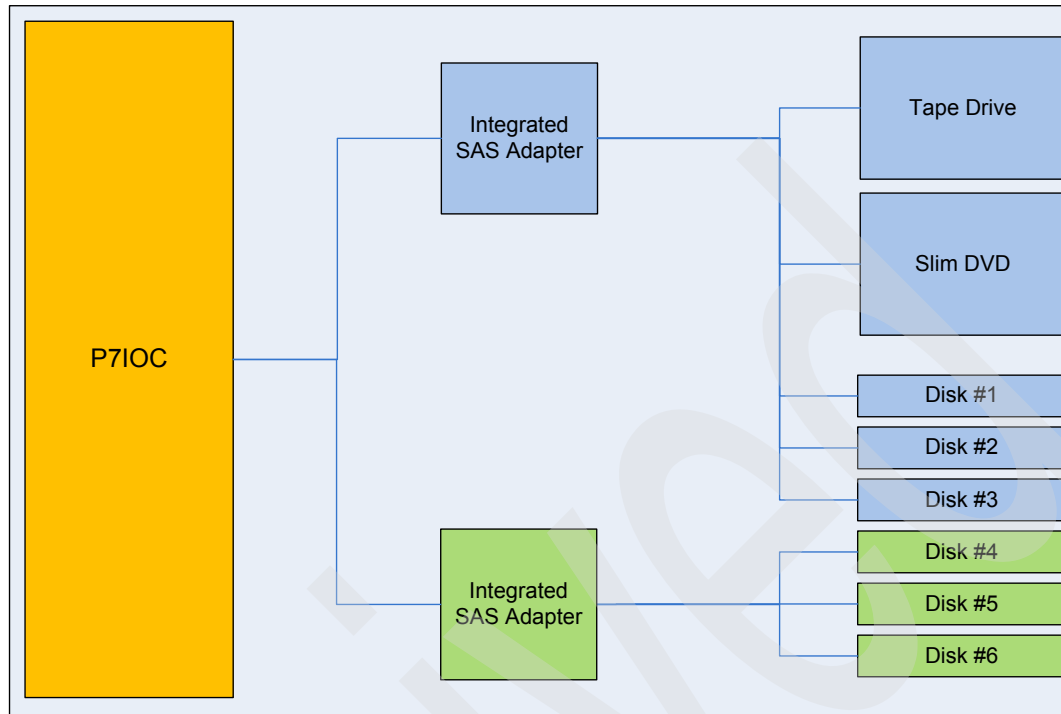 P7IOC
Integrated
SAS Adapter
Tape Drive
Slim DVD
Disk #1
Disk #2
Disk #3
Integrated
SAS Adapter
Disk #4
Disk #5
Disk #6